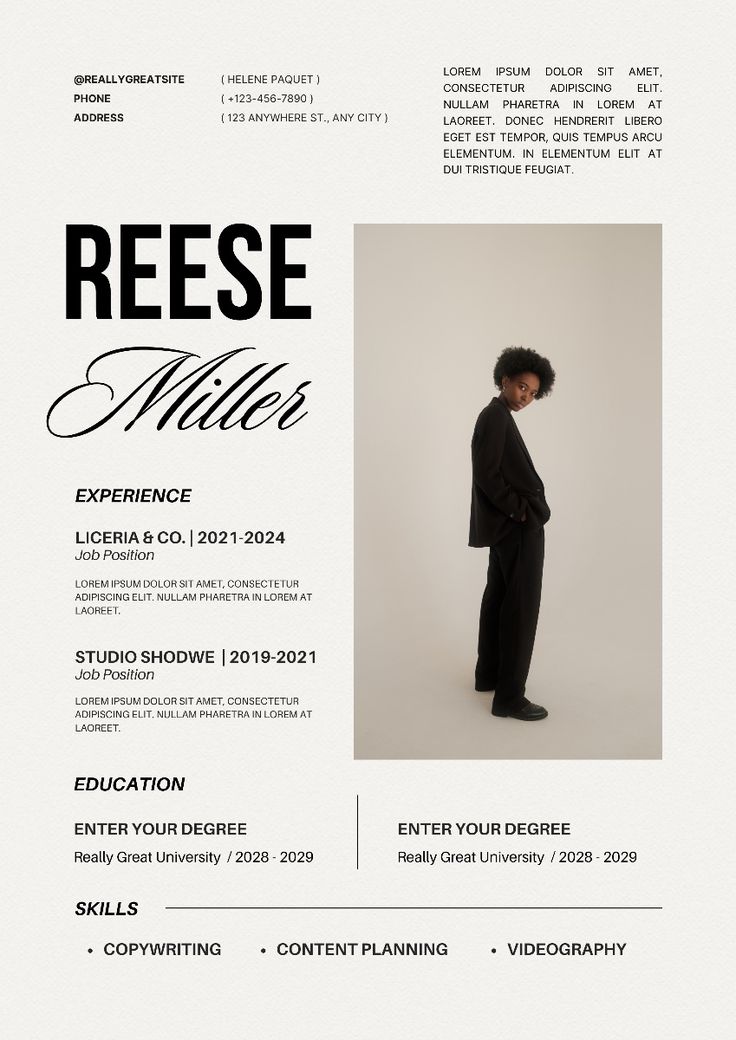 @REALLYGREATSITE ( HELENE PAQUET )
PHONE ( +123-456-7890 )
ADDRESS ( 123 ANYWHERE ST., ANY CITY )
LOREM IPSUM DOLOR SIT AMET,
CONSECTETUR ADIPISCING ELIT.
NULLAM PHARETRA IN LOREM AT
LAOREET. DONEC HENDRERIT LIBERO
EGET EST TEMPOR, QUIS TEMPUS ARCU
ELEMENTUM. IN ELEMENTUM ELIT AT
DUI TRISTIQUE FEUGIAT.
REESE
Miller
EXPERIENCE
LICERIA & CO. | 2021-2024
Job Position
LOREM IPSUM DOLOR SIT AMET, CONSECTETUR
ADIPISCING ELIT. NULLAM PHARETRA IN LOREM AT
LAOREET.
STUDIO SHODWE | 2019-2021
Job Position
LOREM IPSUM DOLOR SIT AMET, CONSECTETUR
ADIPISCING ELIT. NULLAM PHARETRA IN LOREM AT
LAOREET.
EDUCATION
ENTER YOUR DEGREE
Really Great University / 2028 - 2029
ENTER YOUR DEGREE
Really Great University / 2028 - 2029
SKILLS
• COPYWRITING
• CONTENT PLANNING
• VIDEOGRAPHY